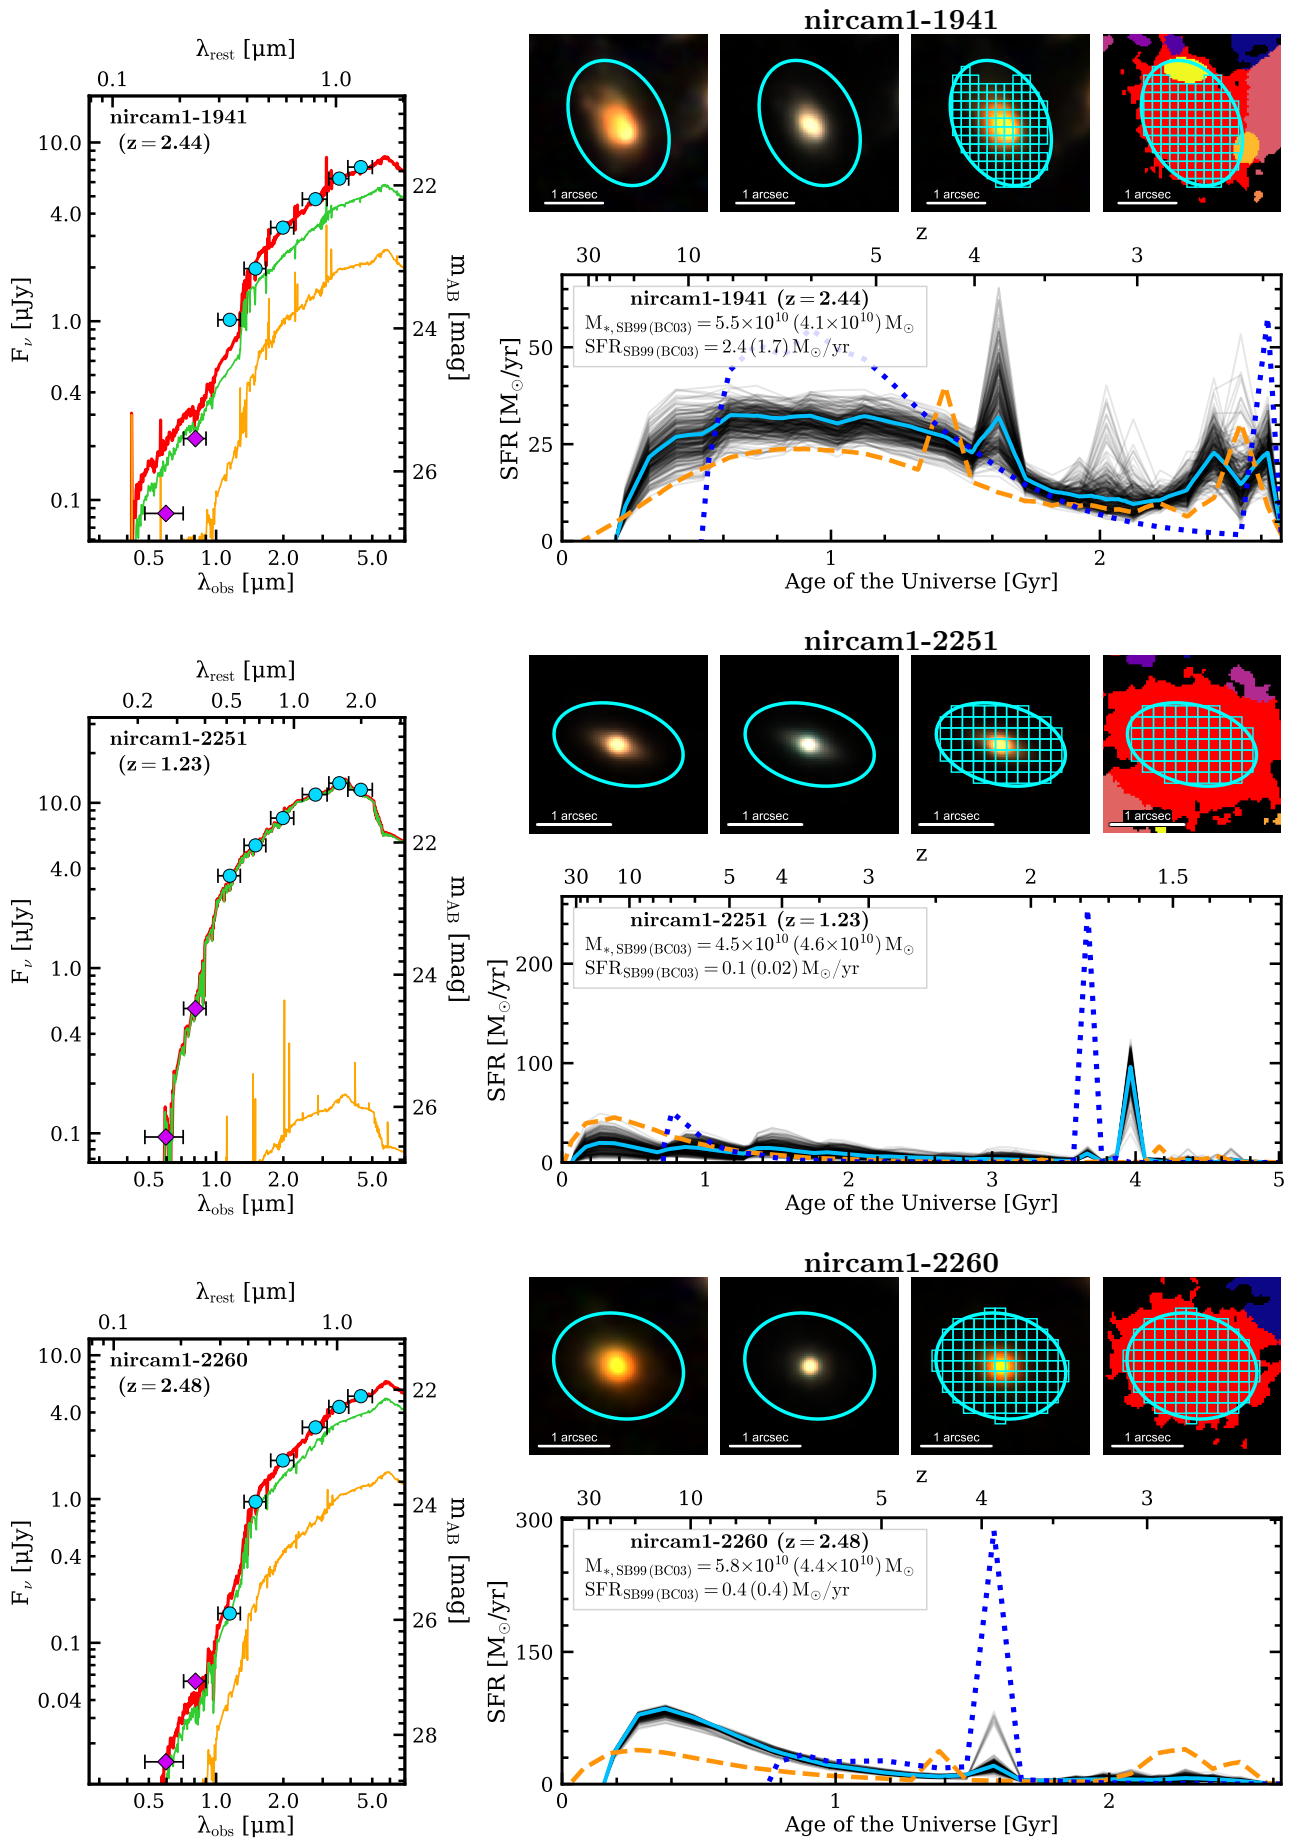 nircam1-1941
λrest [μm]
0.1 1.0
nircam1-1941
(z = 2.44)
10.0
4.0
1.0
0.4
0.1
Fν [μJy]
22
24
26
mAB [mag]
0.5 1.0 2.0 5.0
λobs [μm]
1 arcsec
1 arcsec
1 arcsec
1 arcsec
z
30 10 5 4 3
nircam1-1941 (z = 2.44)
M*,SB99(BC03) = 5.5×10^10 (4.1×10^10) M⊙
SFRSB99(BC03) = 2.4 (1.7) M⊙/yr
50
25
0
SFR [M⊙/yr]
0 1 2
Age of the Universe [Gyr]
nircam1-2251
λrest [μm]
0.2 0.5 1.0 2.0
nircam1-2251
(z = 1.23)
10.0
4.0
1.0
0.4
0.1
Fν [μJy]
22
24
26
mAB [mag]
0.5 1.0 2.0 5.0
λobs [μm]
1 arcsec
1 arcsec
1 arcsec
1 arcsec
z
30 10 5 4 3 2 1.5
nircam1-2251 (z = 1.23)
M*,SB99(BC03) = 4.5×10^10 (4.6×10^10) M⊙
SFRSB99(BC03) = 0.1 (0.02) M⊙/yr
200
100
0
SFR [M⊙/yr]
0 1 2 3 4 5
Age of the Universe [Gyr]
nircam1-2260
λrest [μm]
0.1 1.0
nircam1-2260
(z = 2.48)
10.0
4.0
1.0
0.4
0.1
0.04
Fν [μJy]
22
24
26
28
mAB [mag]
0.5 1.0 2.0 5.0
λobs [μm]
1 arcsec
1 arcsec
1 arcsec
1 arcsec
z
30 10 5 4 3
nircam1-2260 (z = 2.48)
M*,SB99(BC03) = 5.8×10^10 (4.4×10^10) M⊙
SFRSB99(BC03) = 0.4 (0.4) M⊙/yr
300
150
0
SFR [M⊙/yr]
0 1 2
Age of the Universe [Gyr]